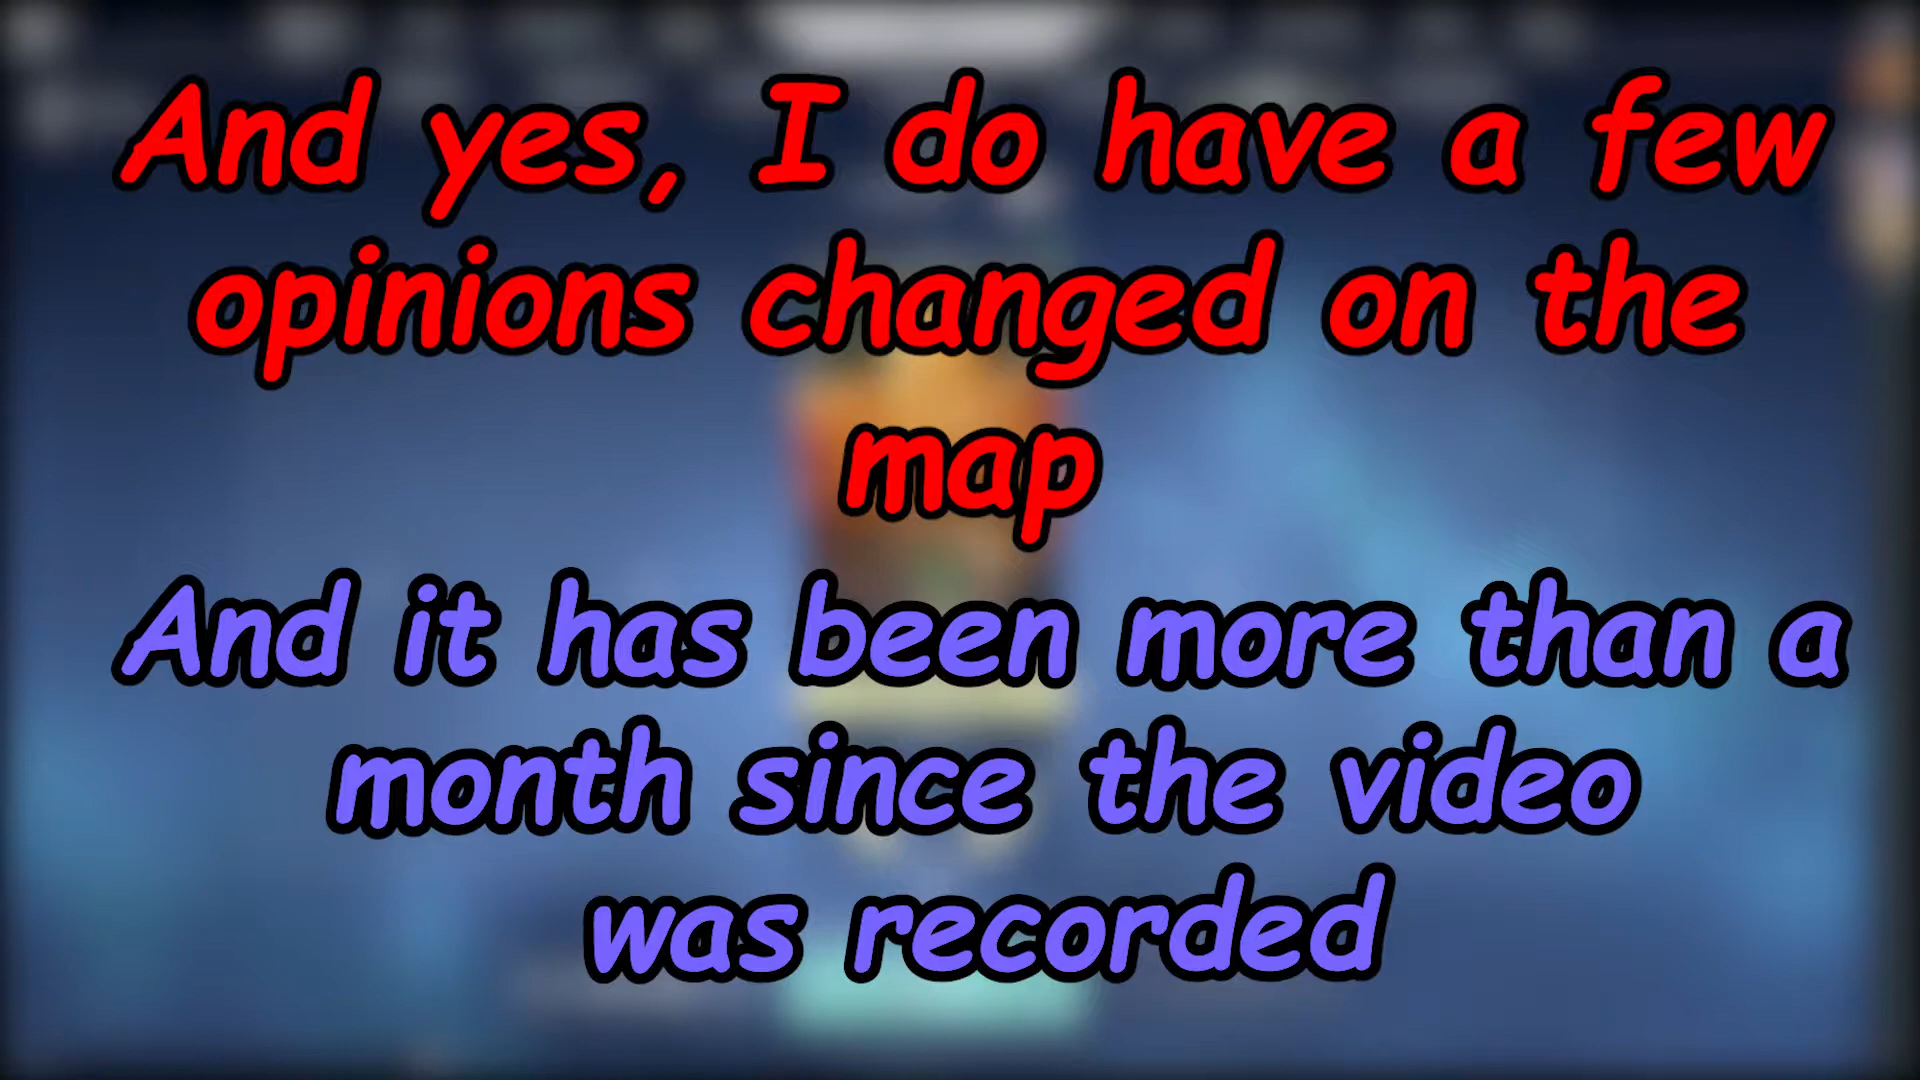 And yes, I do have a few
opinions changed on the
map
And it has been more than a
month since the video
was recorded